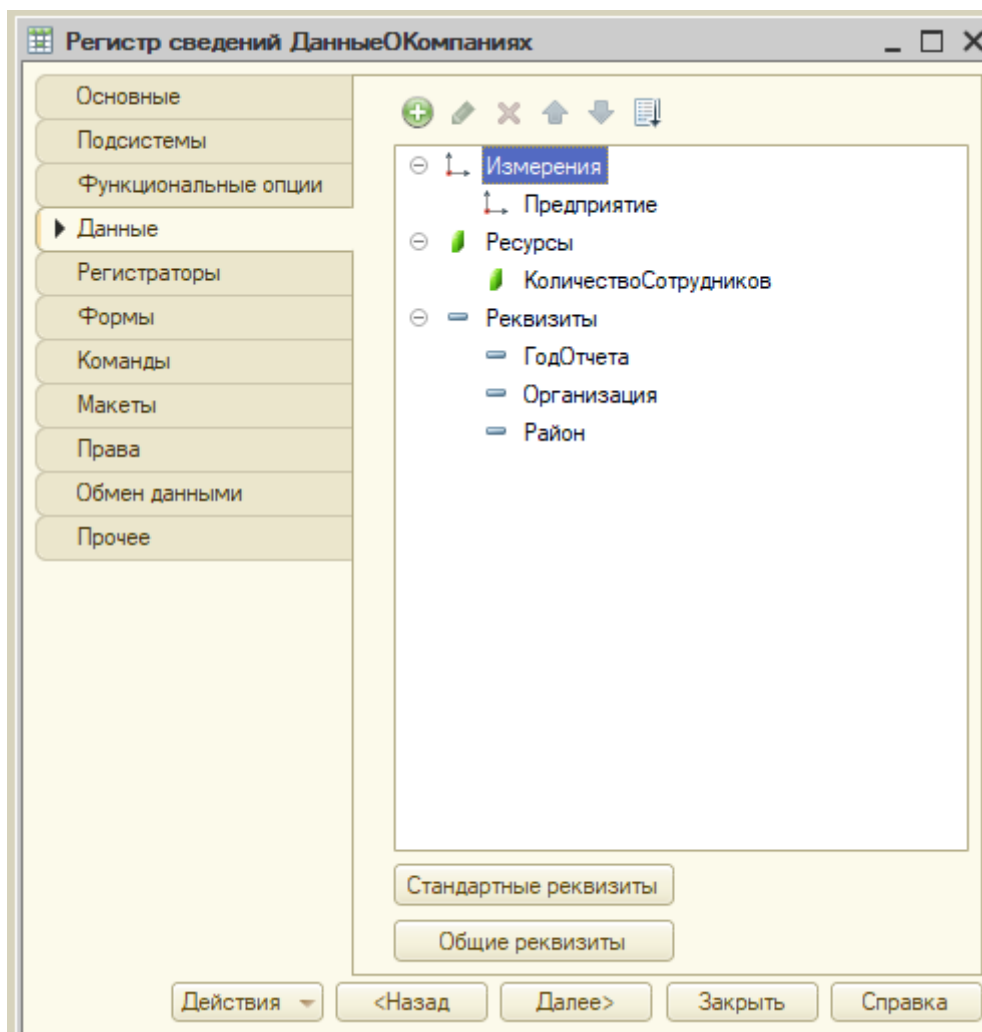 Регистр сведений ДанныеОКомпаниях
Основные
Подсистемы
Функциональные опции
Данные
Регистраторы
Формы
Команды
Макеты
Права
Обмен данными
Прочее
Измерения
Предприятие
Ресурсы
КоличествоСотрудников
Реквизиты
ГодОтчета
Организация
Район
Стандартные реквизиты
Общие реквизиты
Действия <Назад Далее> Закрыть Справка